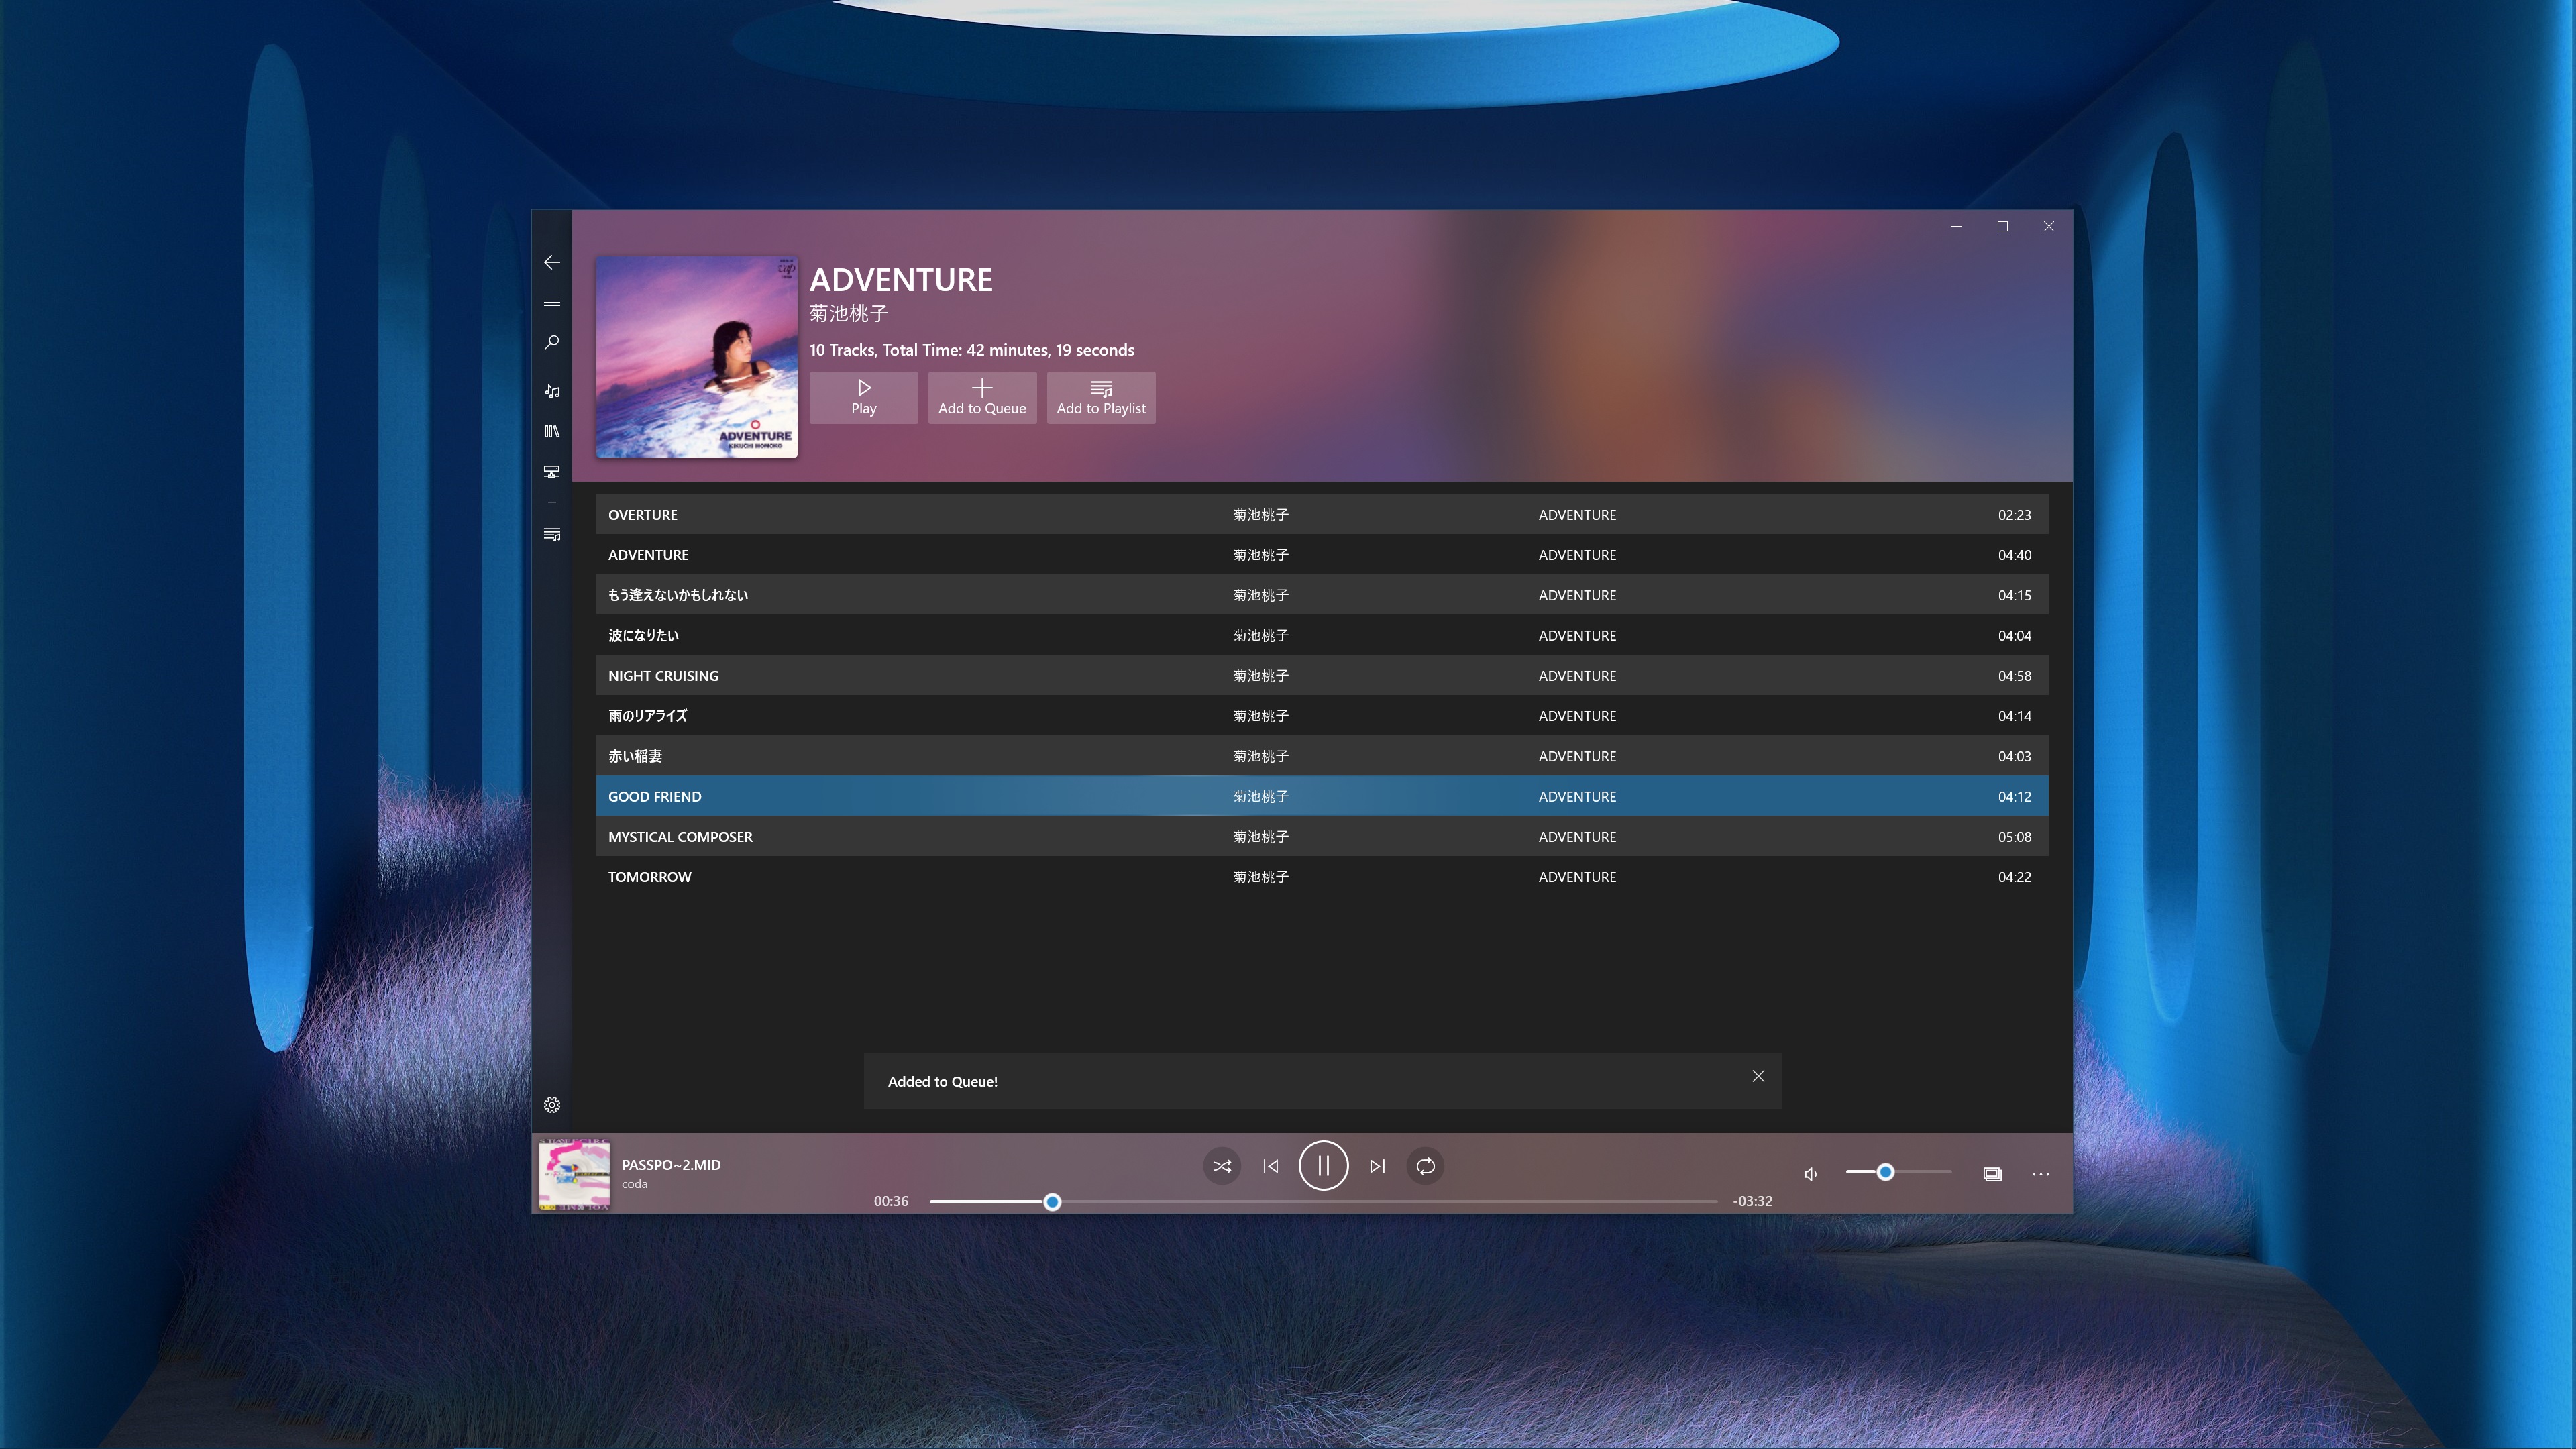 ADVENTURE
菊池桃子
10 Tracks, Total Time: 42 minutes, 19 seconds
Play
Add to Queue
Add to Playlist
vap
ADVENTURE
KIKUCHI MOMOKO
OVERTURE 菊池桃子 ADVENTURE 02:23
ADVENTURE 菊池桃子 ADVENTURE 04:40
もう逢えないかもしれない 菊池桃子 ADVENTURE 04:15
波になりたい 菊池桃子 ADVENTURE 04:04
NIGHT CRUISING 菊池桃子 ADVENTURE 04:58
雨のリアライズ 菊池桃子 ADVENTURE 04:14
赤い稲妻 菊池桃子 ADVENTURE 04:03
GOOD FRIEND 菊池桃子 ADVENTURE 04:12
MYSTICAL COMPOSER 菊池桃子 ADVENTURE 05:08
TOMORROW 菊池桃子 ADVENTURE 04:22
Added to Queue!
PASSPO~2.MID
coda
00:36
-03:32